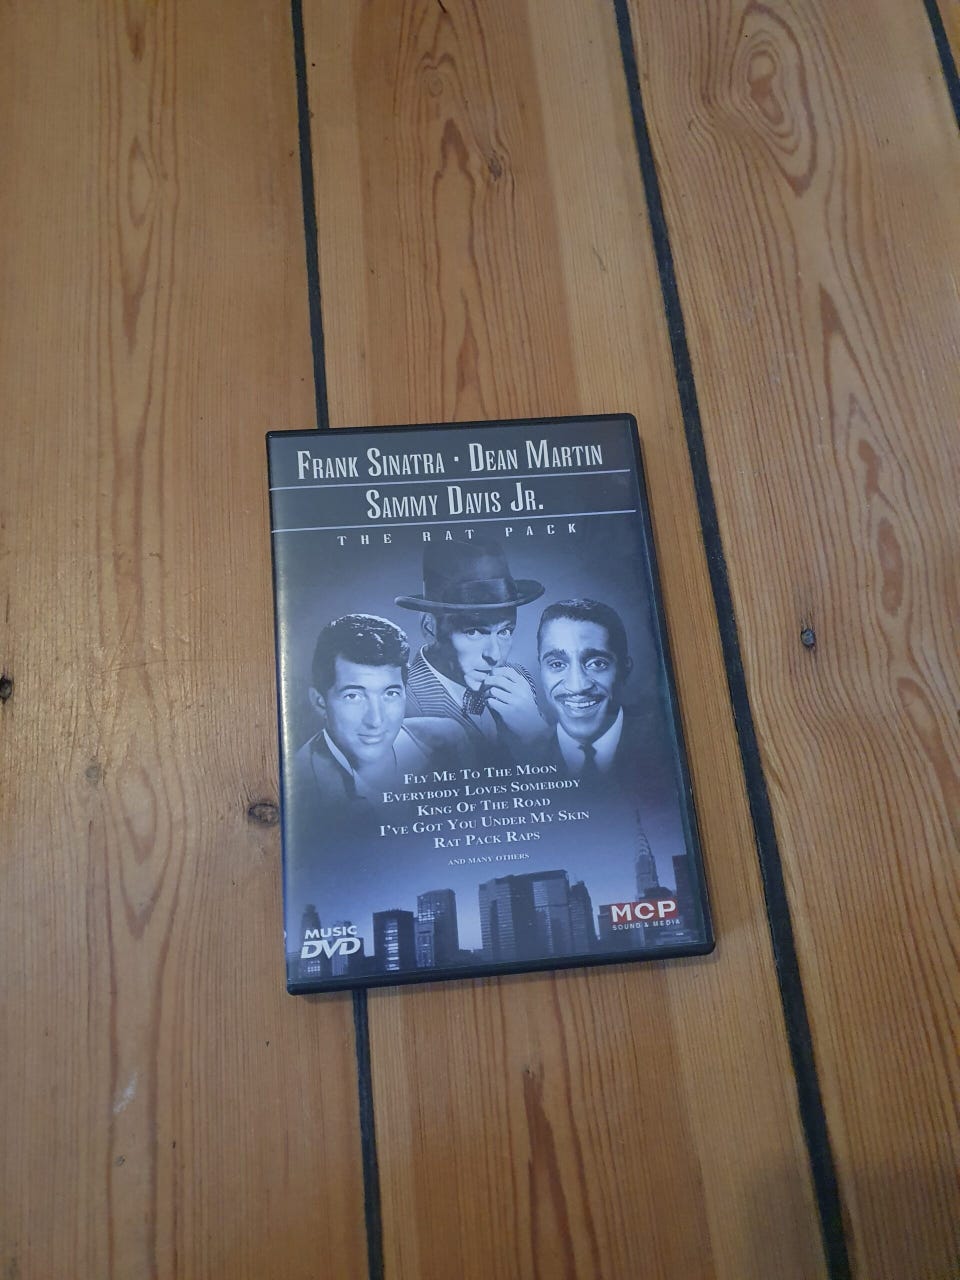 FRANK SINATRA · DEAN MARTIN
SAMMY DAVIS JR.
THE RAT PACK
FLY ME TO THE MOON
EVERYBODY LOVES SOMEBODY
KING OF THE ROAD
I'VE GOT YOU UNDER MY SKIN
RAT PACK RAPS
AND MANY OTHERS
MUSIC
DVD
MCP
SOUND & MEDIA